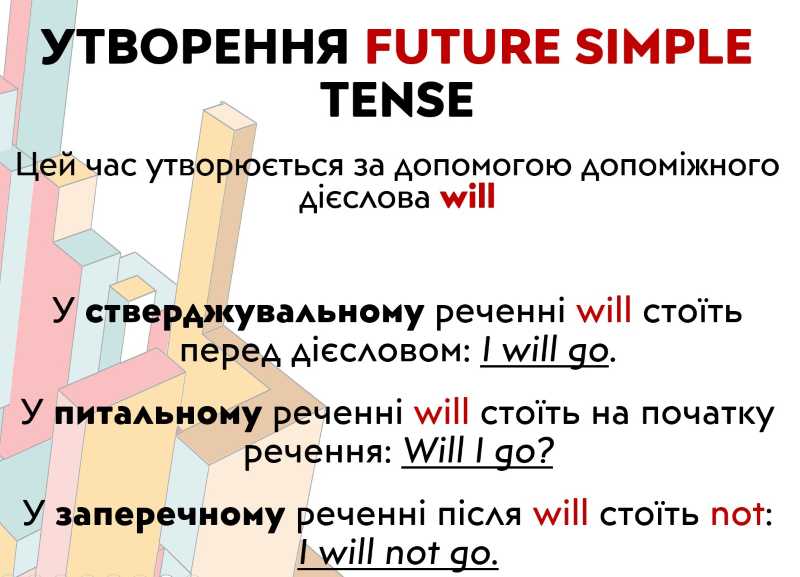 УТВОРЕННЯ FUTURE SIMPLE
TENSE
Цей час утворюється за допомогою допоміжного
дієслова will
У стверджувальному реченні will стоїть
перед дієсловом: I will go.
У питальному реченні will стоїть на початку
речення: Will I go?
У заперечному реченні після will стоїть not:
I will not go.